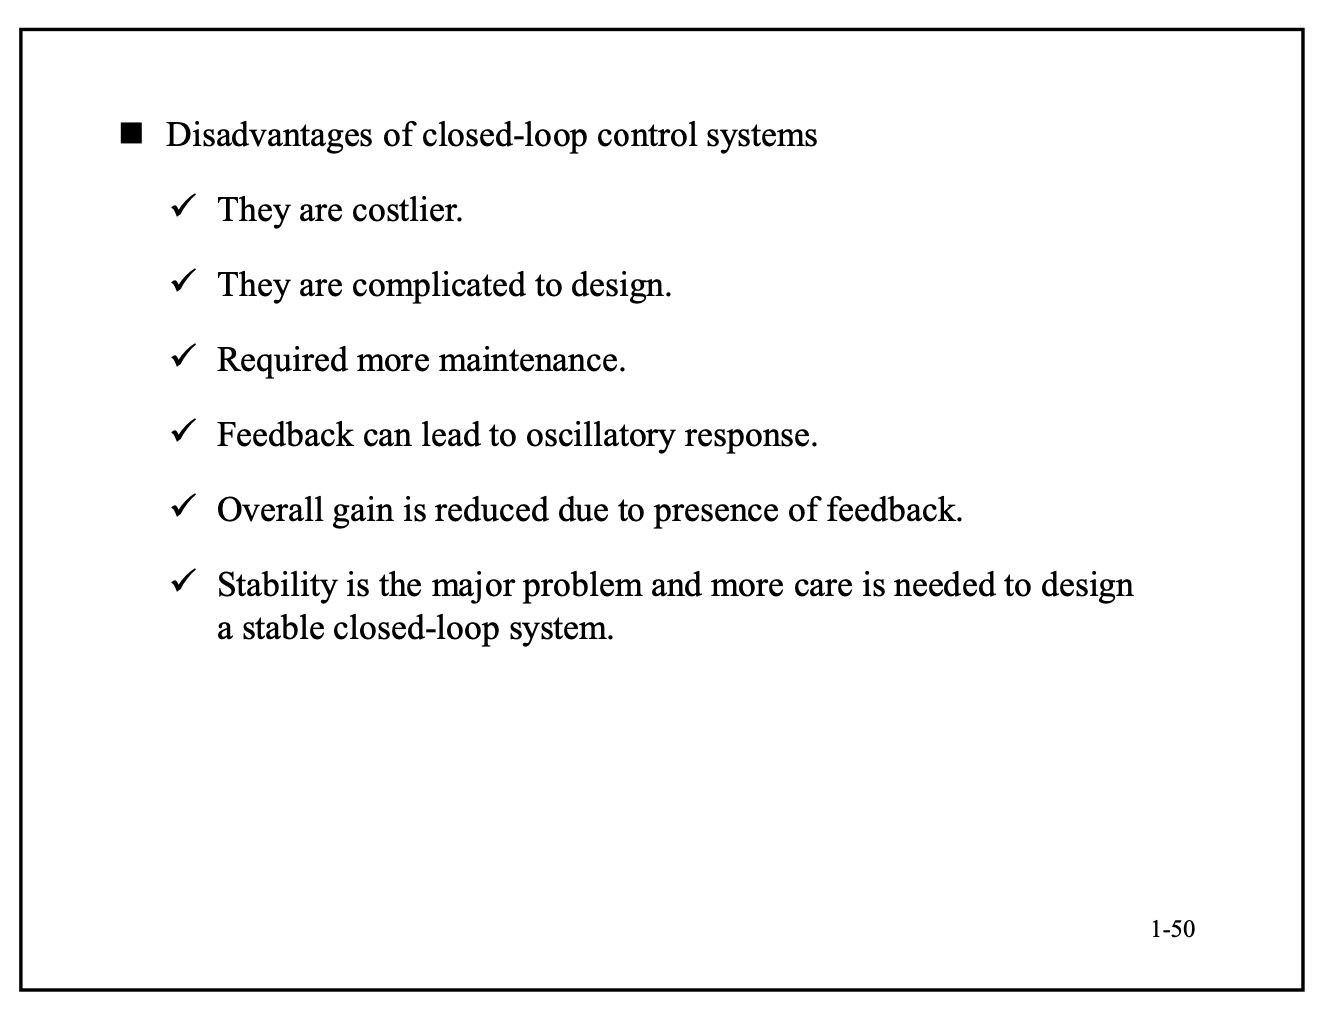 ■ Disadvantages of closed-loop control systems
✓ They are costlier.
✓ They are complicated to design.
✓ Required more maintenance.
✓ Feedback can lead to oscillatory response.
✓ Overall gain is reduced due to presence of feedback.
✓ Stability is the major problem and more care is needed to design
a stable closed-loop system.
1-50